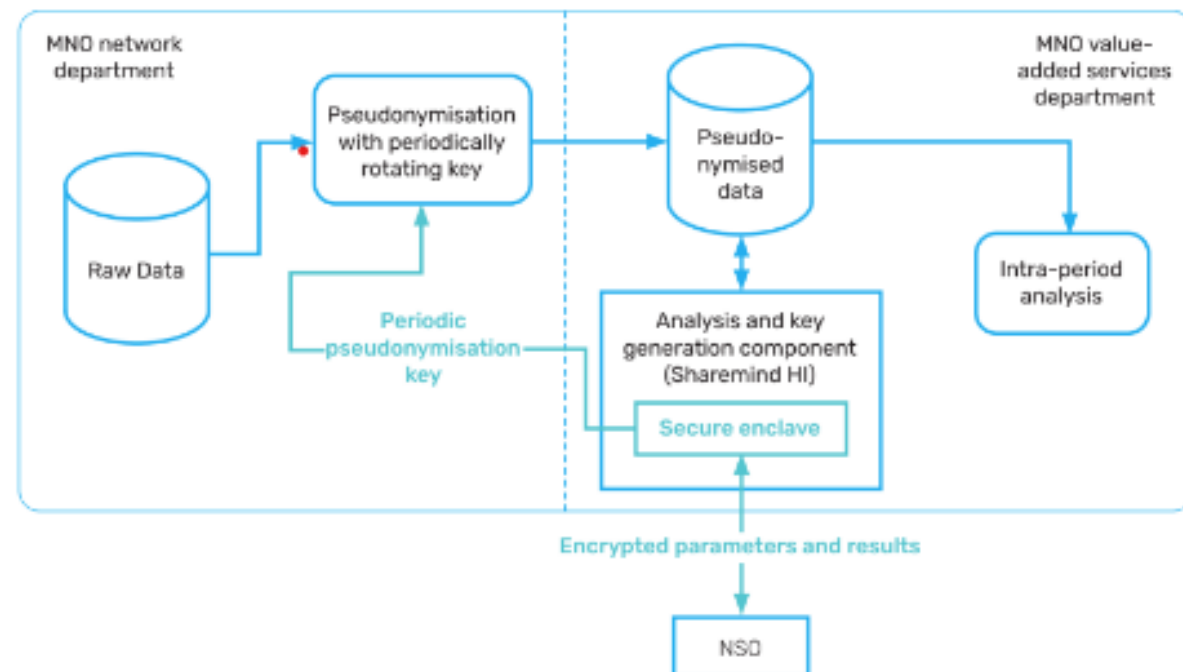 MNO network
department
MNO value-
added services
department
Pseudonymisation
with periodically
rotating key
Pseudo-
nymised
data
Raw Data
Intra-period
analysis
Periodic
pseudonymisation
key
Analysis and key
generation component
(Sharemind HI)
Secure enclave
Encrypted parameters and results
NSO